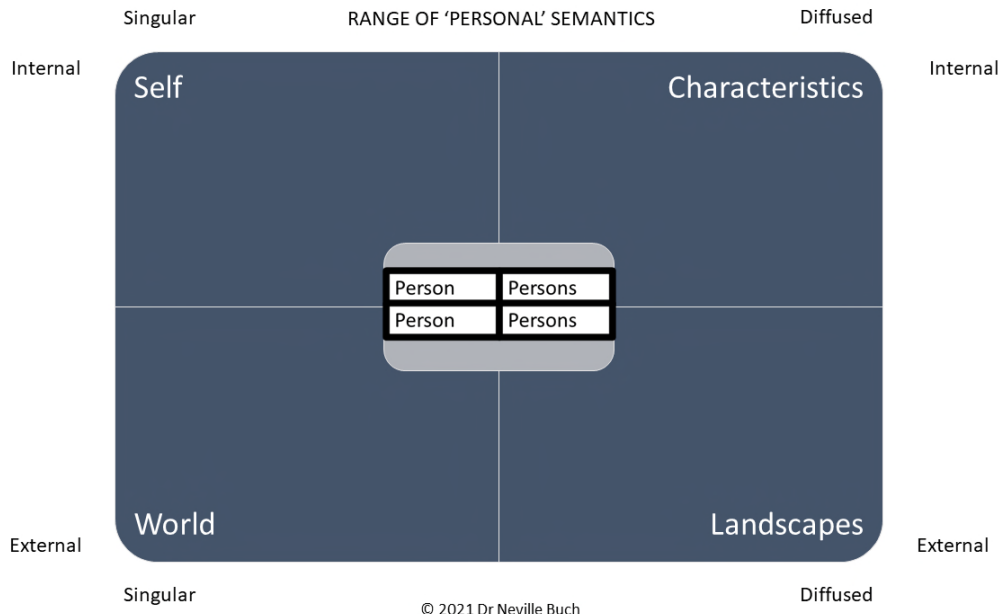 Singular RANGE OF ‘PERSONAL’ SEMANTICS Diffused
Internal Internal
Self Characteristics
Person Persons
Person Persons
World Landscapes
External External
Singular Diffused
© 2021 Dr Neville Buch